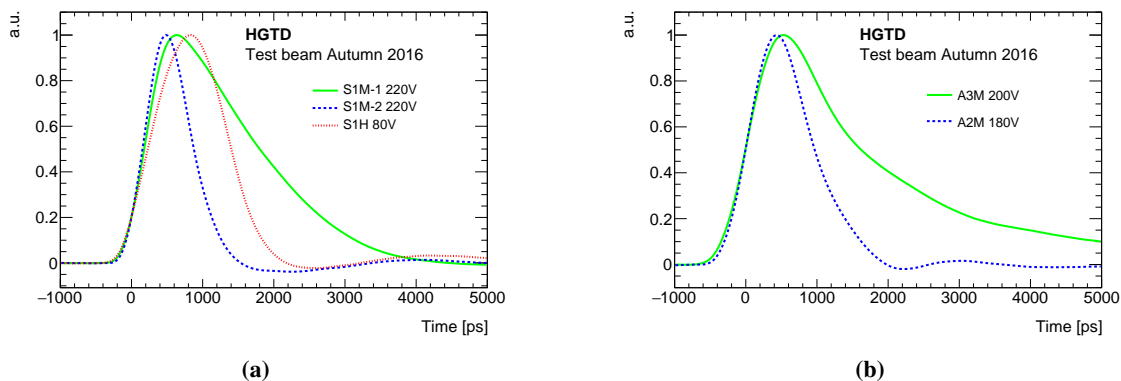 a.u.
HGTD
Test beam Autumn 2016
S1M-1 220V
S1M-2 220V
S1H 80V
1
0.8
0.6
0.4
0.2
0
−1000 0 1000 2000 3000 4000 5000
Time [ps]
(a)
a.u.
HGTD
Test beam Autumn 2016
A3M 200V
A2M 180V
1
0.8
0.6
0.4
0.2
0
−1000 0 1000 2000 3000 4000 5000
Time [ps]
(b)